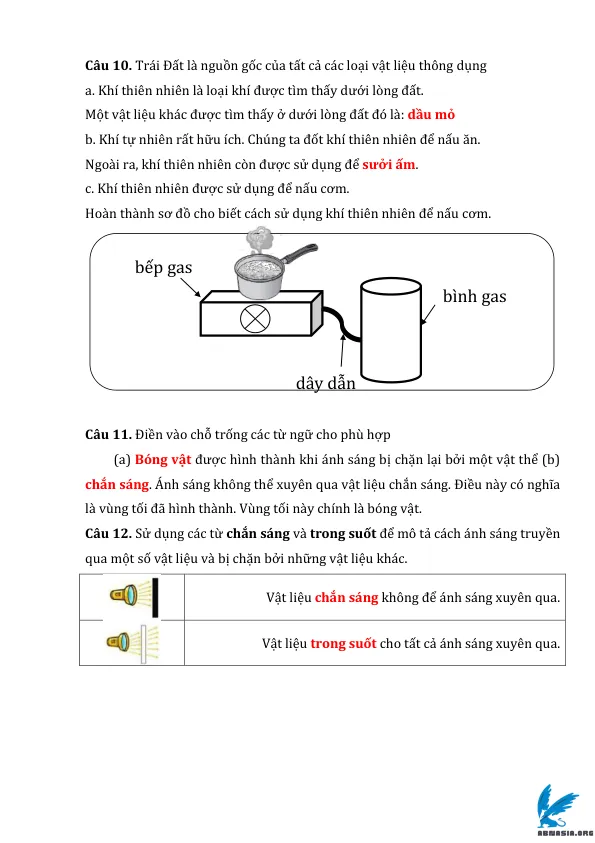 Câu 10. Trái Đất là nguồn gốc của tất cả các loại vật liệu thông dụng
a. Khí thiên nhiên là loại khí được tìm thấy dưới lòng đất.
Một vật liệu khác được tìm thấy ở dưới lòng đất đó là: dầu mỏ
b. Khí tự nhiên rất hữu ích. Chúng ta đốt khí thiên nhiên để nấu ăn.
Ngoài ra, khí thiên nhiên còn được sử dụng để sưởi ấm.
c. Khí thiên nhiên được sử dụng để nấu cơm.
Hoàn thành sơ đồ cho biết cách sử dụng khí thiên nhiên để nấu cơm.
bếp gas
bình gas
dây dẫn
Câu 11. Điền vào chỗ trống các từ ngữ cho phù hợp
(a) Bóng vật được hình thành khi ánh sáng bị chặn lại bởi một vật thể (b)
chắn sáng. Ánh sáng không thể xuyên qua vật liệu chắn sáng. Điều này có nghĩa
là vùng tối đã hình thành. Vùng tối này chính là bóng vật.
Câu 12. Sử dụng các từ chắn sáng và trong suốt để mô tả cách ánh sáng truyền
qua một số vật liệu và bị chặn bởi những vật liệu khác.
Vật liệu chắn sáng không để ánh sáng xuyên qua.
Vật liệu trong suốt cho tất cả ánh sáng xuyên qua.
ABNASIA.ORG